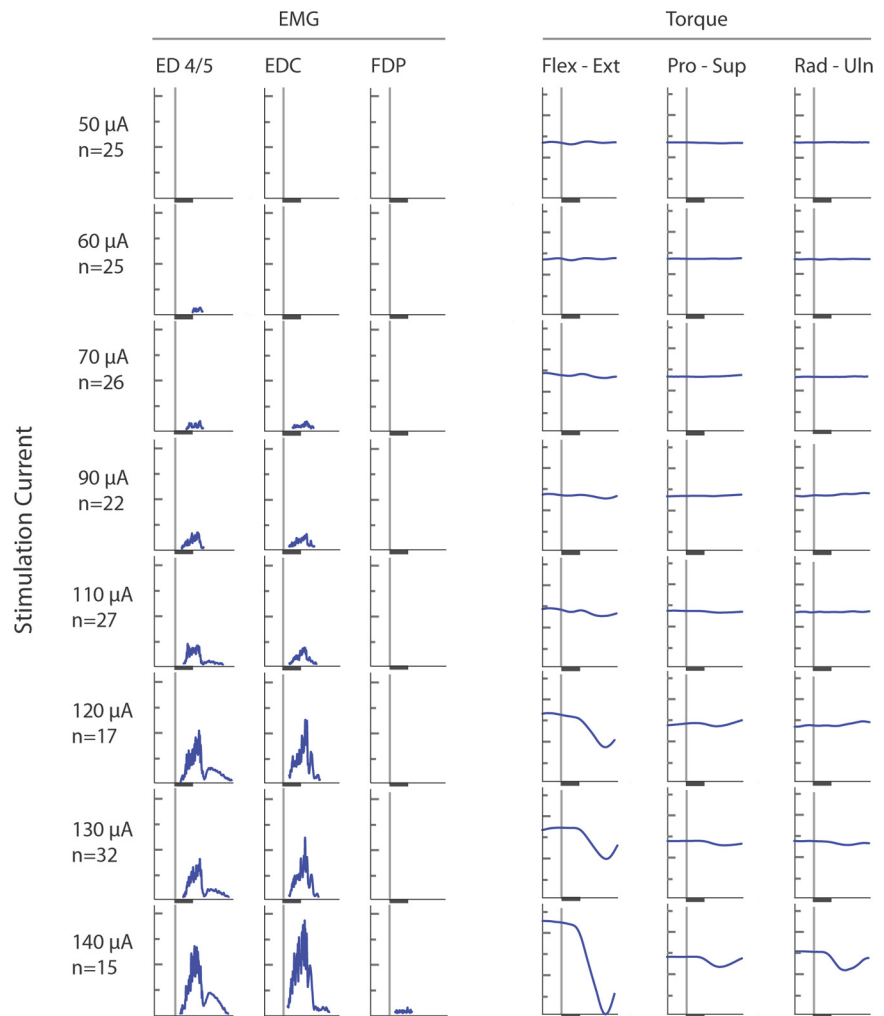 EMG Torque
ED 4/5 EDC FDP Flex - Ext Pro - Sup Rad - Uln
Stimulation Current
50 µA
n=25
60 µA
n=25
70 µA
n=26
90 µA
n=22
110 µA
n=27
120 µA
n=17
130 µA
n=32
140 µA
n=15